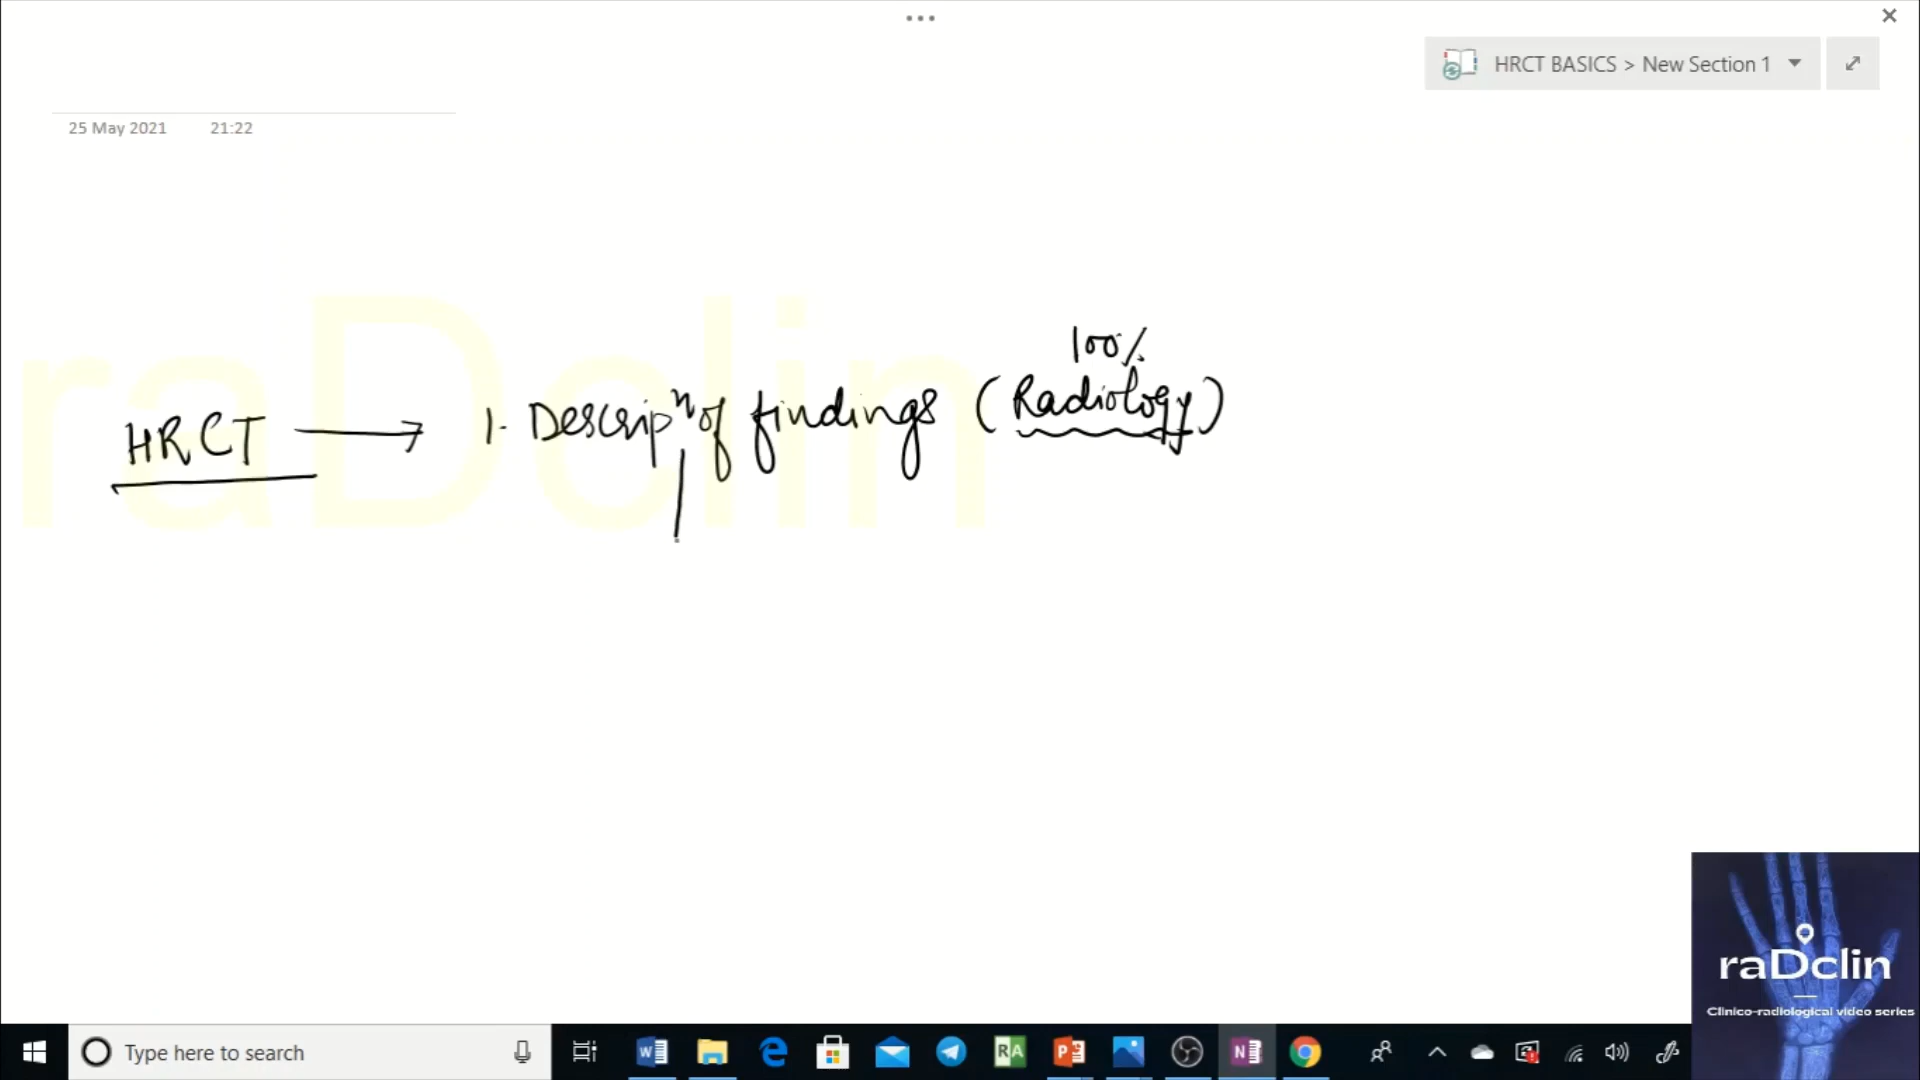 HRCT BASICS > New Section 1
25 May 2021 21:22
raDclin
100%
HRCT → 1. Descripⁿ of findings (Radiology)
raDclin
Clinico-radiological video series
Type here to search